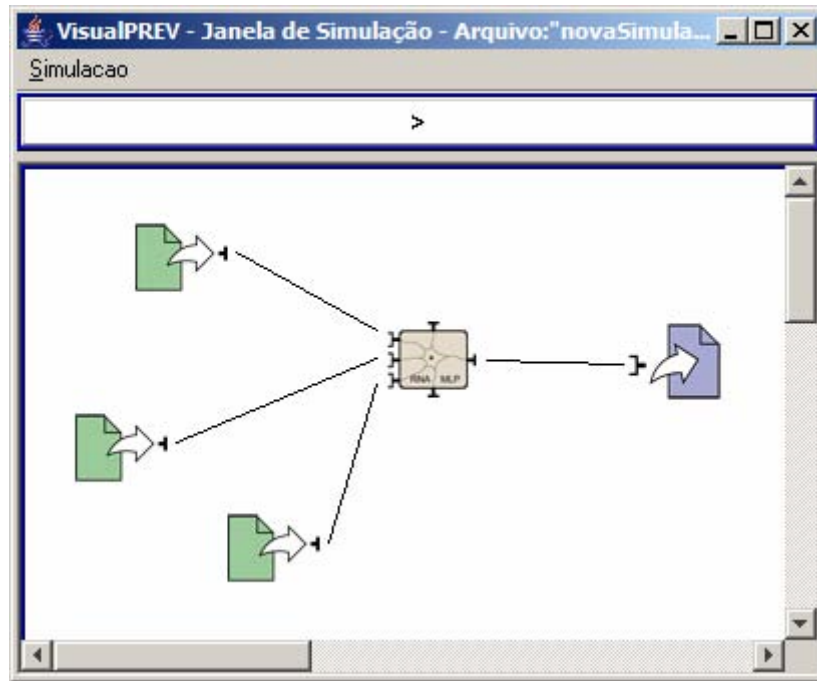 VisualPREV - Janela de Simulação - Arquivo:"novaSimula...
Simulacao
>
RNA MLP